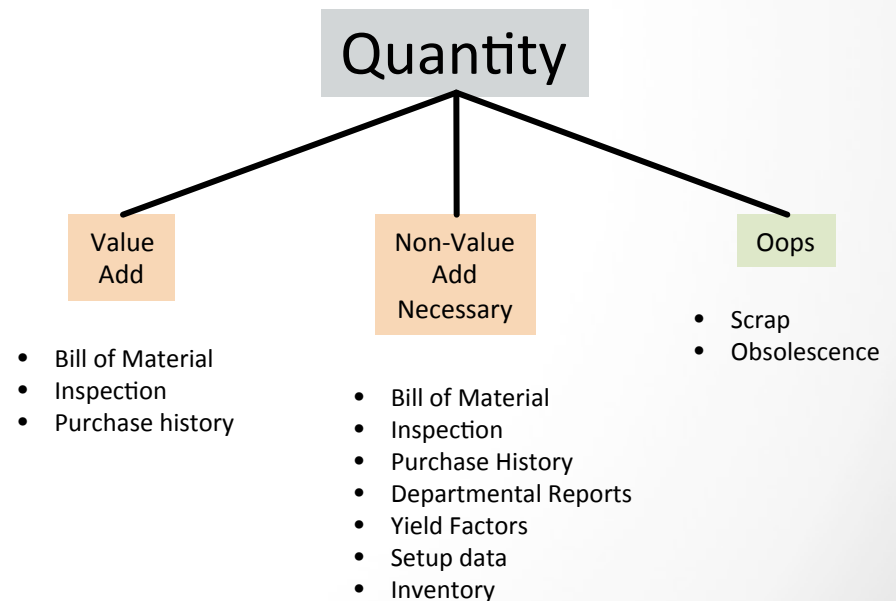 Quantity
Value
Add
• Bill of Material
• Inspection
• Purchase history
Non-Value
Add
Necessary
• Bill of Material
• Inspection
• Purchase History
• Departmental Reports
• Yield Factors
• Setup data
• Inventory
Oops
• Scrap
• Obsolescence